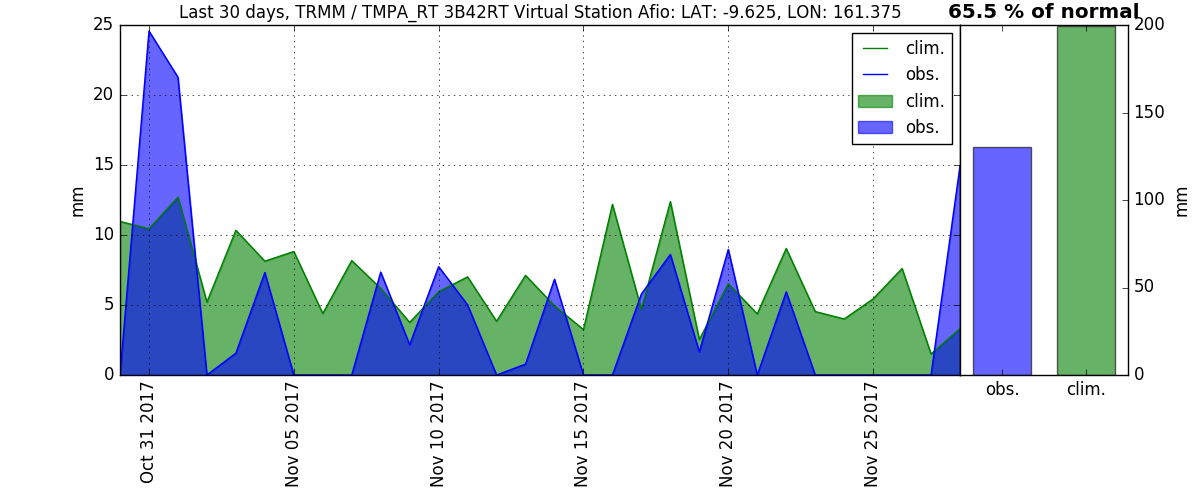 Last 30 days, TRMM / TMPA_RT 3B42RT Virtual Station Afio: LAT: -9.625, LON: 161.375
65.5 % of normal
25
20
15
10
5
0
mm
clim.
obs.
clim.
obs.
200
150
100
50
0
mm
obs.
clim.
Oct 31 2017
Nov 05 2017
Nov 10 2017
Nov 15 2017
Nov 20 2017
Nov 25 2017